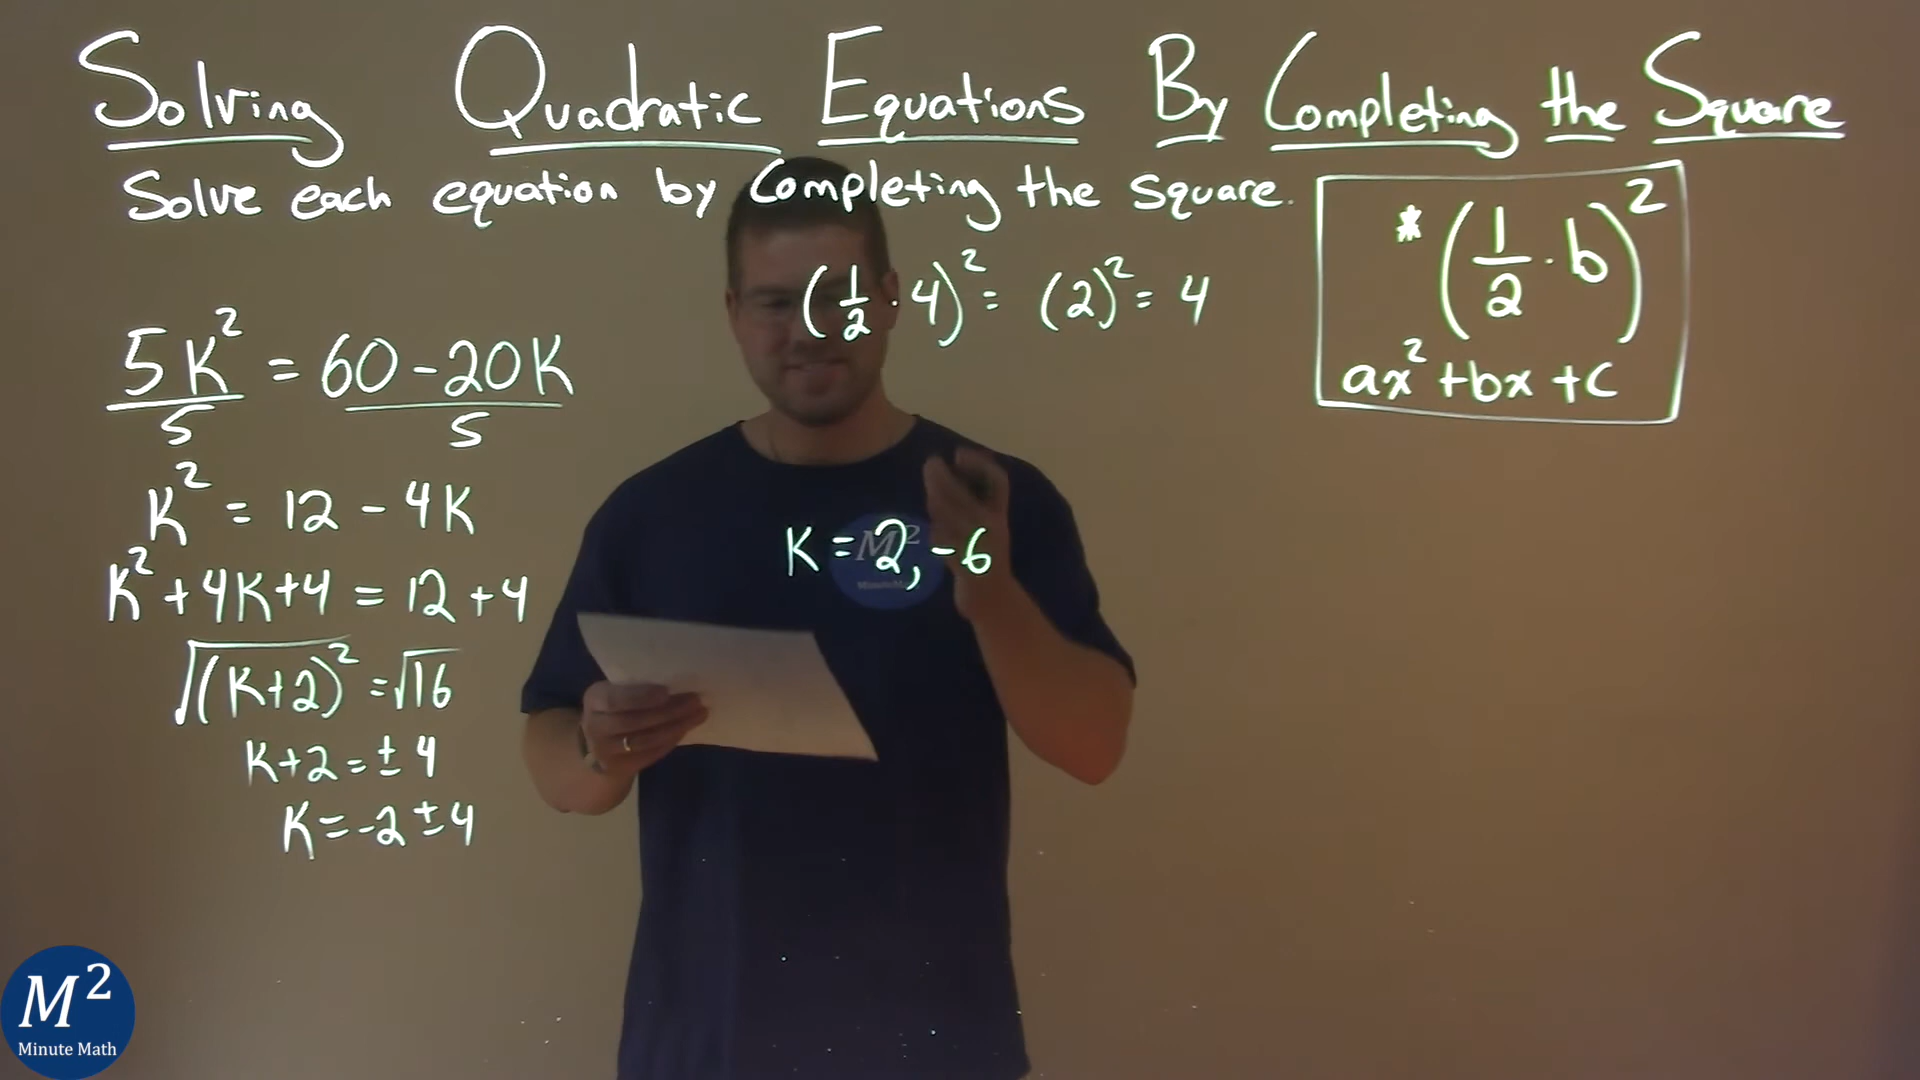 Solving Quadratic Equations By Completing the Square
Solve each equation by Completing the square.
* (1/2 · b)²
ax² + bx + c
(1/2 · 4)² = (2)² = 4
5K² = 60 - 20K
5 5
K² = 12 - 4K
K² + 4K + 4 = 12 + 4
√(K+2)² = √16
K + 2 = ± 4
K = -2 ± 4
K = 2, -6
M²
M²
Minute Math